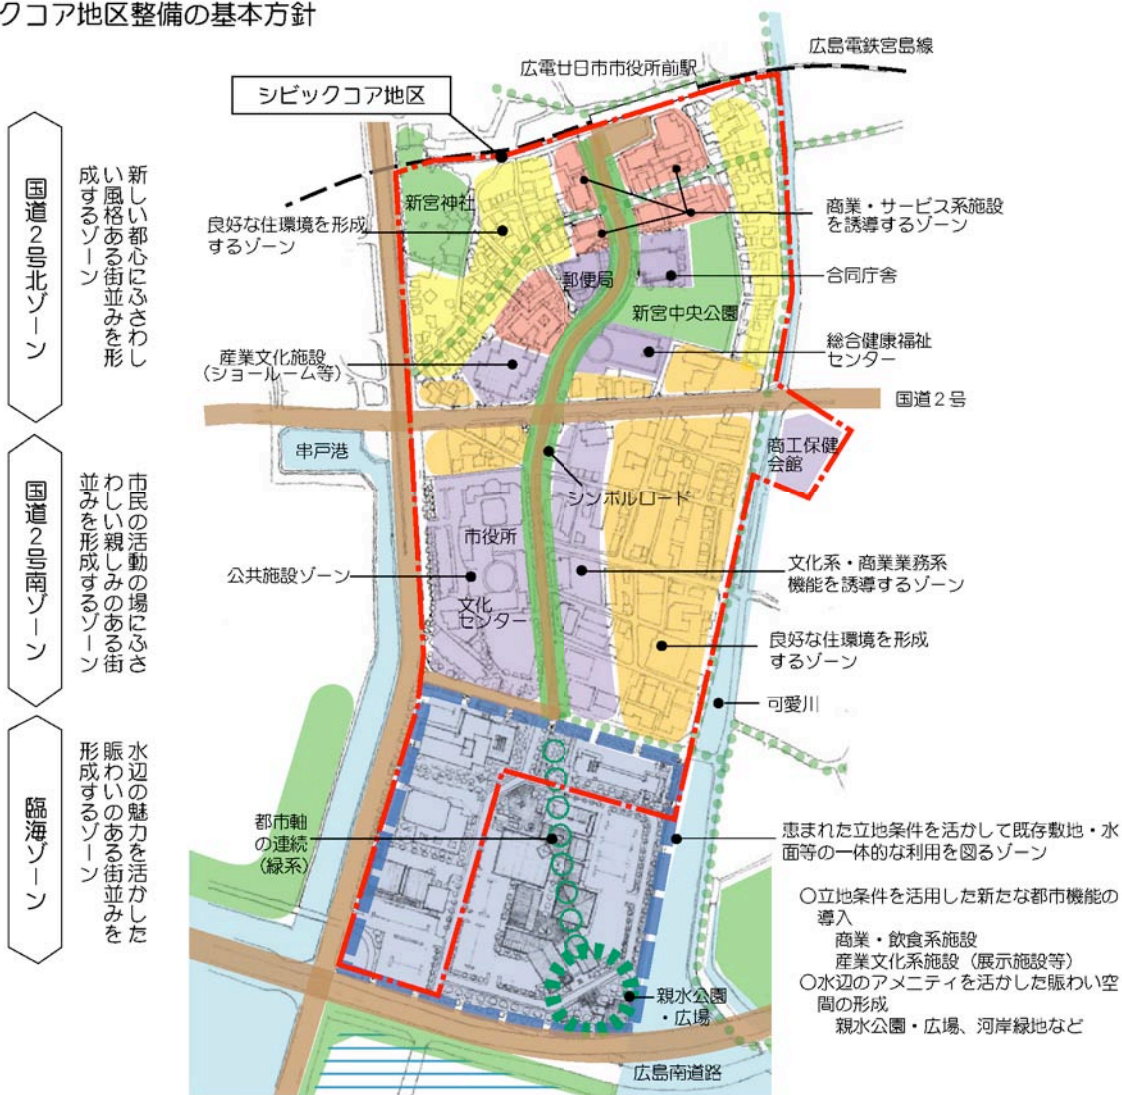 クコア地区整備の基本方針
広島電鉄宮島線
広電廿日市市役所前駅
シビックコア地区
国道2号北ゾーン
新しい都心にふさわし
い風格ある街並みを形
成するゾーン
新宮神社
良好な住環境を形成
するゾーン
商業・サービス系施設
を誘導するゾーン
郵便局
合同庁舎
新宮中央公園
産業文化施設
(ショールーム等)
総合健康福祉
センター
国道2号
串戸港
商工保健
会館
国道2号南ゾーン
市民の活動の場にふさ
わしい親しみのある街
並みを形成するゾーン
シンボルロード
市役所
公共施設ゾーン
文化
センター
文化系・商業業務系
機能を誘導するゾーン
良好な住環境を形成
するゾーン
可愛川
臨海ゾーン
水辺の魅力を活かした
賑わいのある街並みを
形成するゾーン
都市軸
の連続
(緑系)
恵まれた立地条件を活かして既存敷地・水
面等の一体的な利用を図るゾーン
○立地条件を活用した新たな都市機能の
導入
商業・飲食系施設
産業文化系施設(展示施設等)
○水辺のアメニティを活かした賑わい空
間の形成
親水公園・広場、河岸緑地など
親水公園
・広場
広島南道路